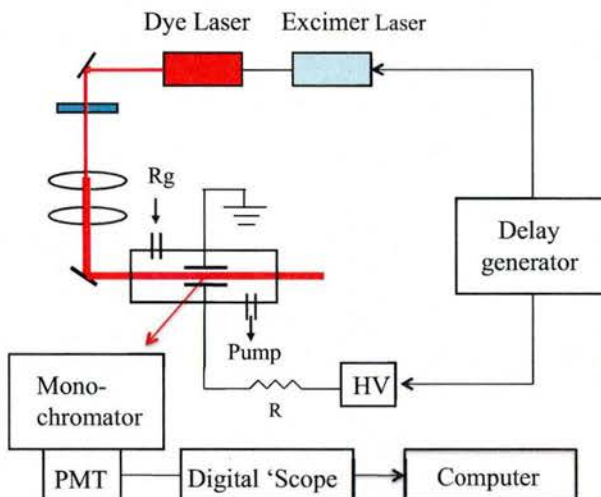 Dye Laser
Excimer Laser
Rg
Delay
generator
Pump
Mono-
chromator
R
HV
PMT
Digital ‘Scope
Computer